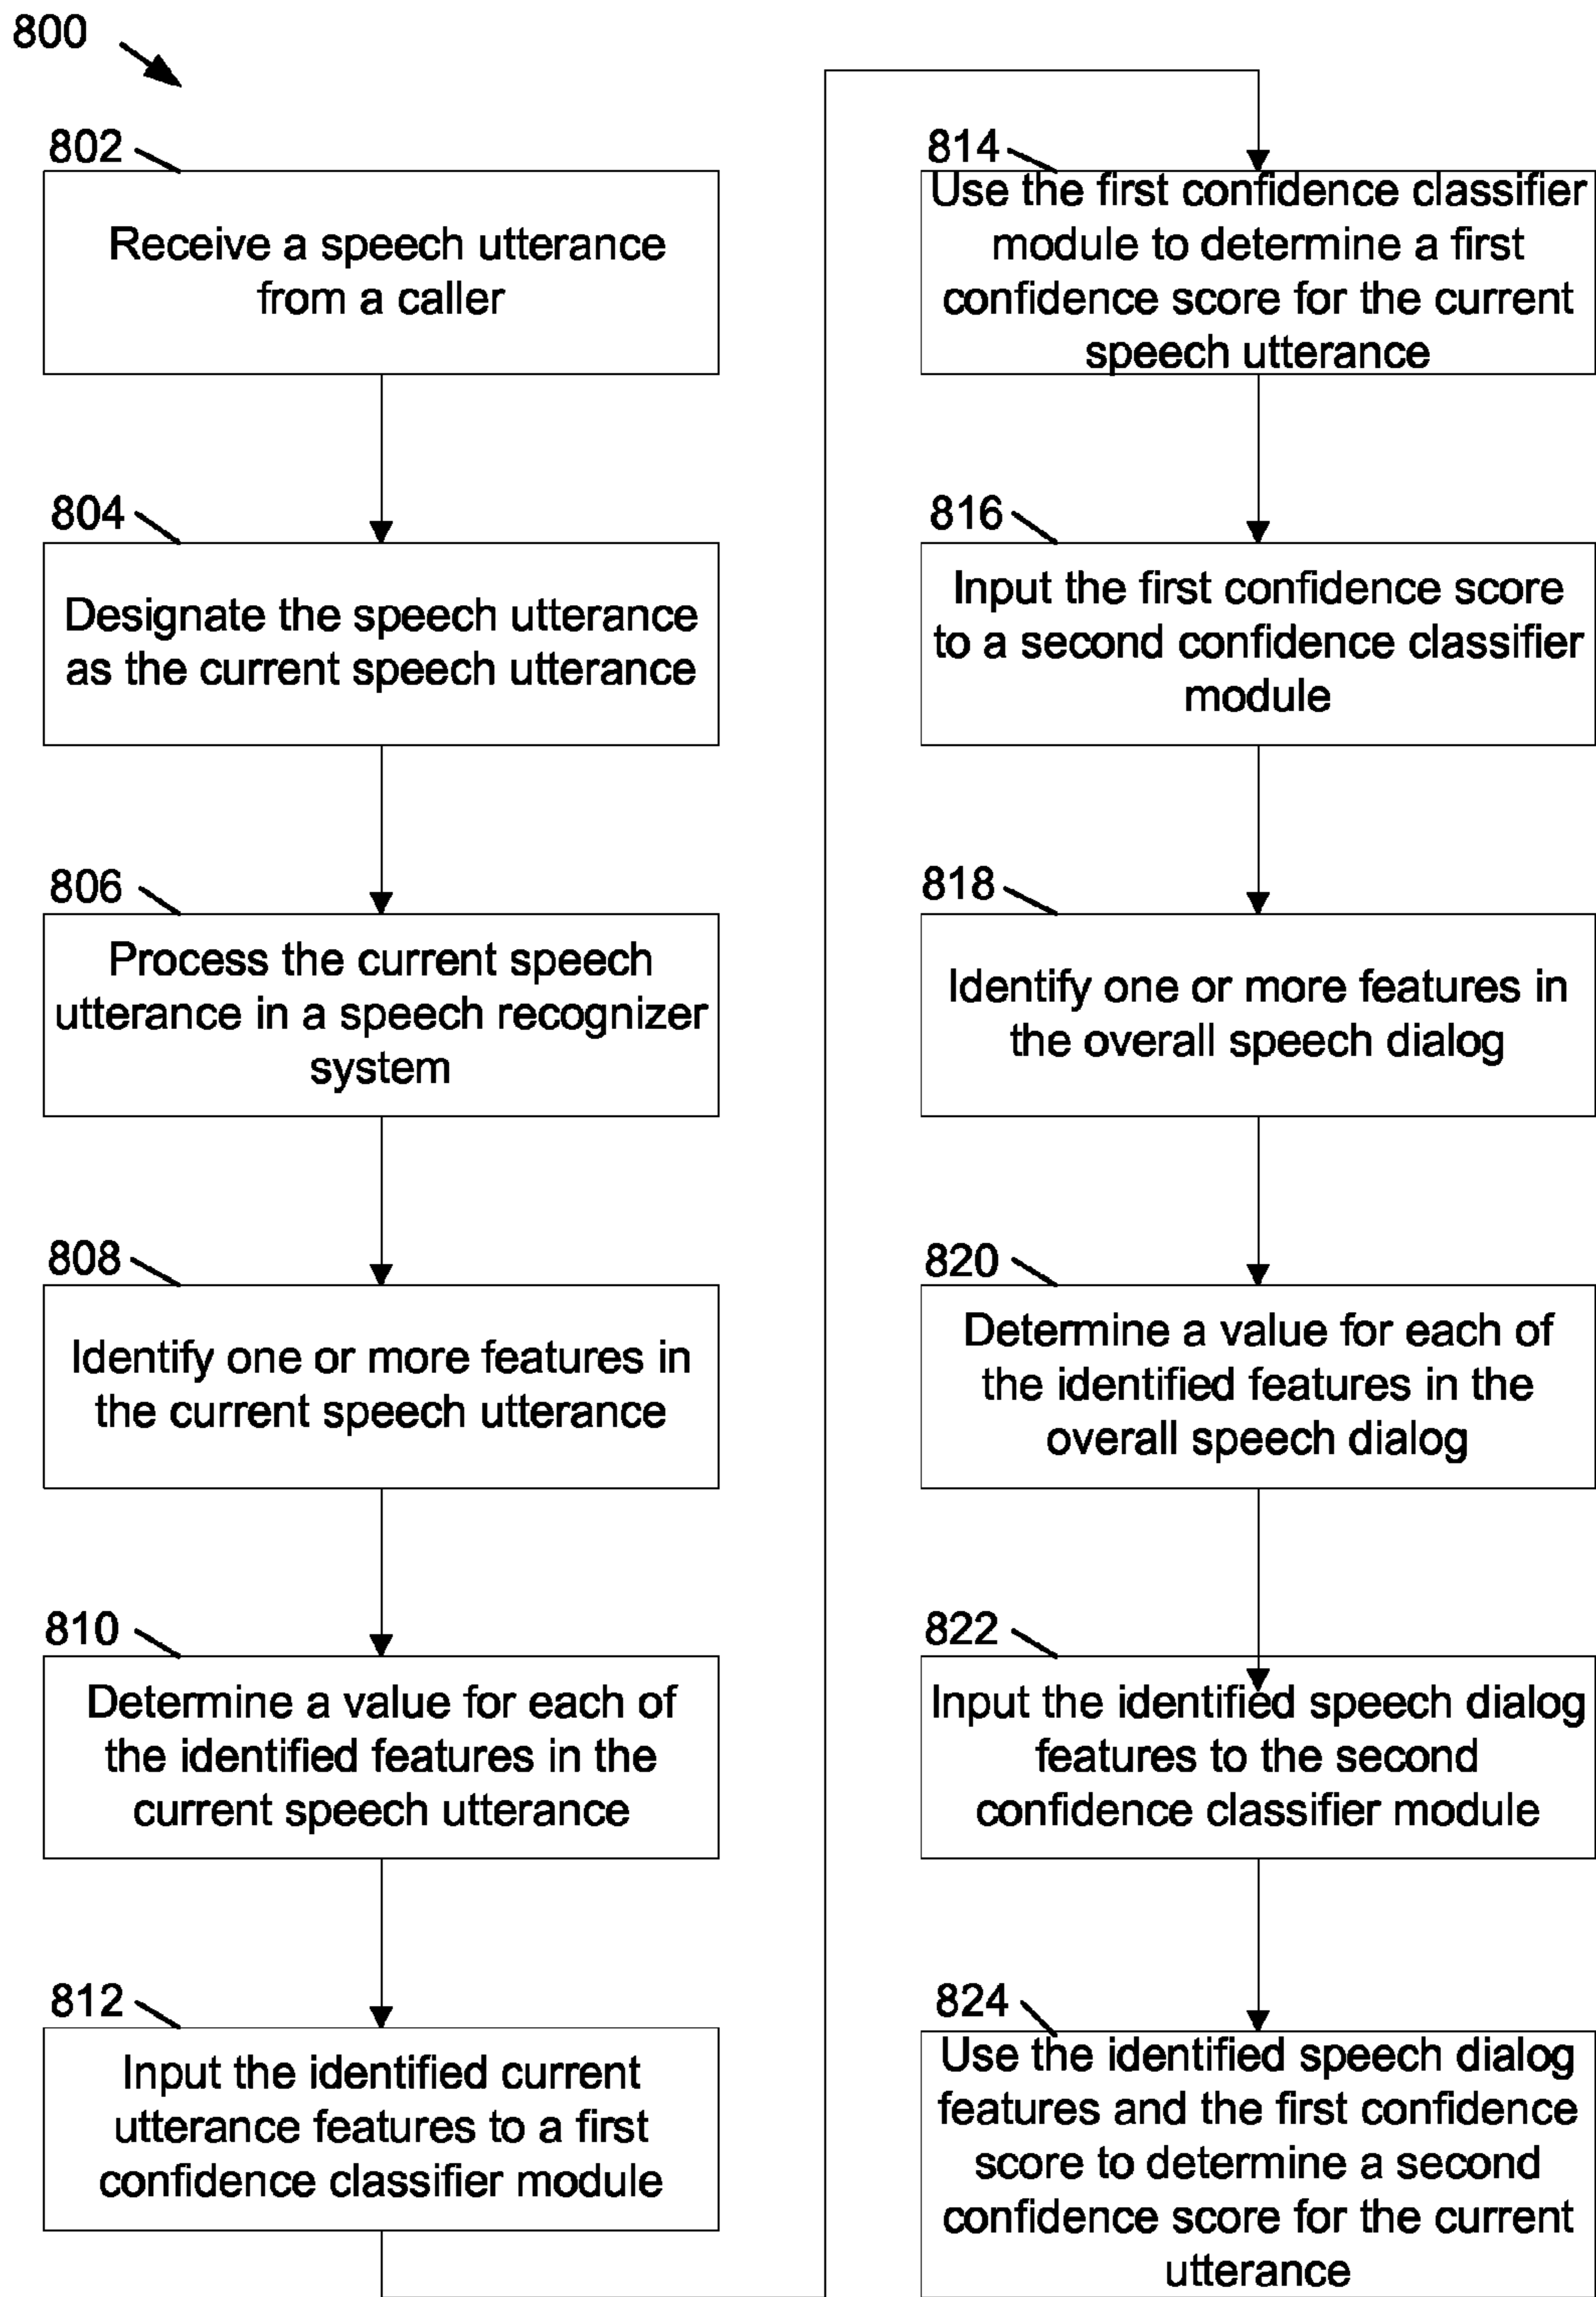 800
802
Receive a speech utterance
from a caller
804
Designate the speech utterance
as the current speech utterance
806
Process the current speech
utterance in a speech recognizer
system
808
Identify one or more features in
the current speech utterance
810
Determine a value for each of
the identified features in the
current speech utterance
812
Input the identified current
utterance features to a first
confidence classifier module
814
Use the first confidence classifier
module to determine a first
confidence score for the current
speech utterance
816
Input the first confidence score
to a second confidence classifier
module
818
Identify one or more features in
the overall speech dialog
820
Determine a value for each of
the identified features in the
overall speech dialog
822
Input the identified speech dialog
features to the second
confidence classifier module
824
Use the identified speech dialog
features and the first confidence
score to determine a second
confidence score for the current
utterance